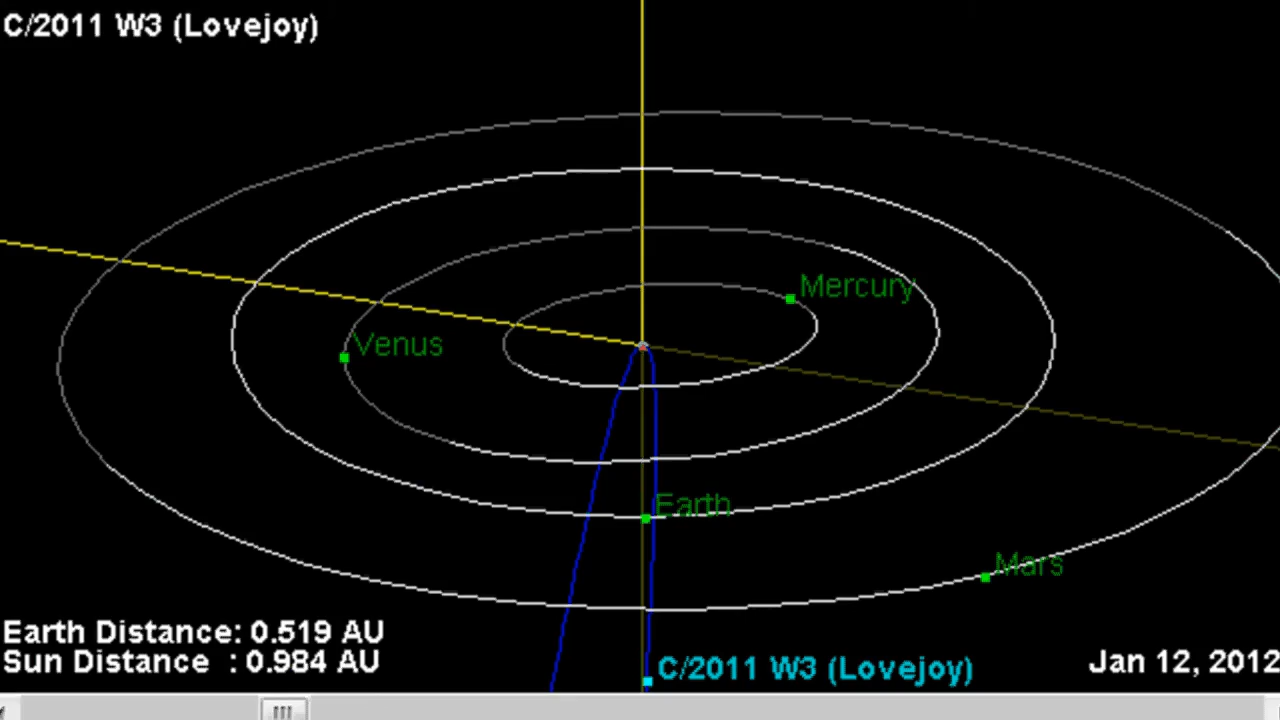 C/2011 W3 (Lovejoy)
Mercury
Venus
Earth
Mars
Earth Distance: 0.519 AU
Sun Distance : 0.984 AU
C/2011 W3 (Lovejoy)
Jan 12, 2012